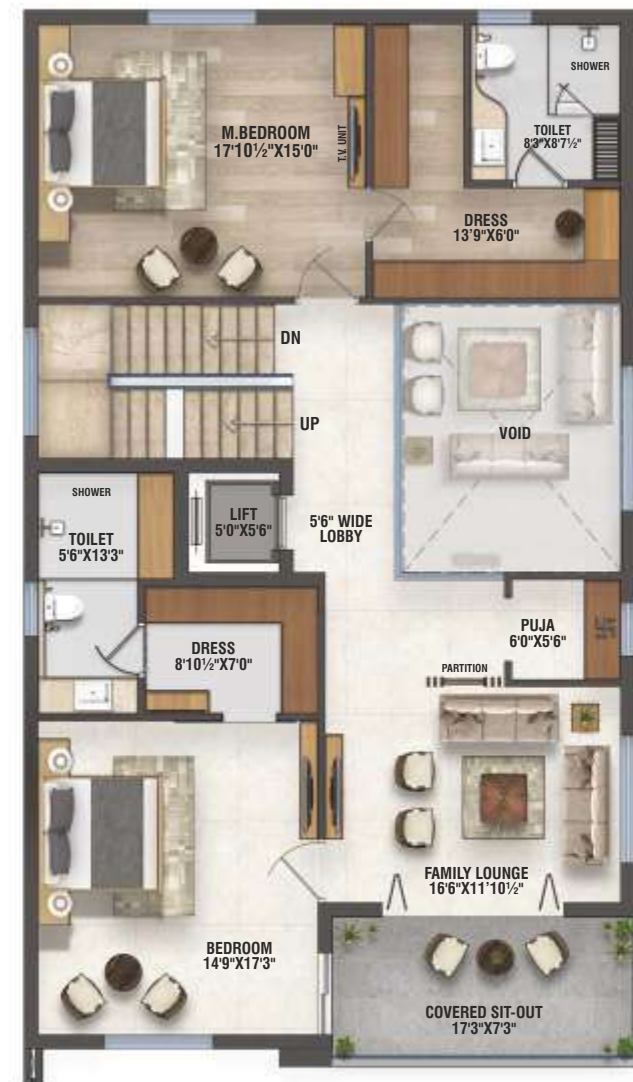 M.BEDROOM
17'10½"X15'0"
T.V. UNIT
SHOWER
TOILET
8'3"X8'7½"
DRESS
13'9"X6'0"
DN
UP
VOID
LIFT
5'0"X5'6"
5'6" WIDE
LOBBY
SHOWER
TOILET
5'6"X13'3"
DRESS
8'10½"X7'0"
PUJA
6'0"X5'6"
PARTITION
FAMILY LOUNGE
16'6"X11'10½"
BEDROOM
14'9"X17'3"
COVERED SIT-OUT
17'3"X7'3"